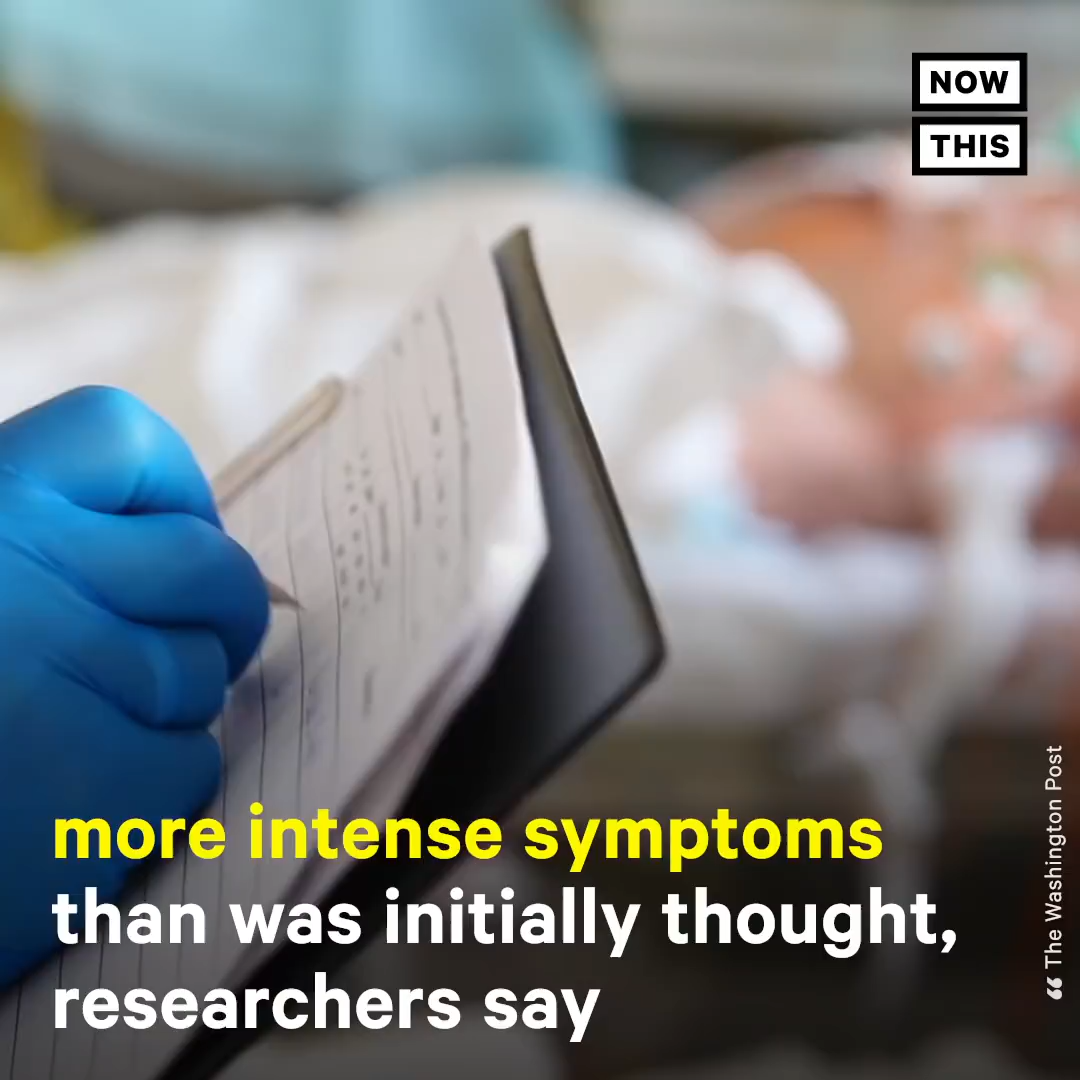 NOW
THIS
more intense symptoms
than was initially thought,
researchers say
“ The Washington Post